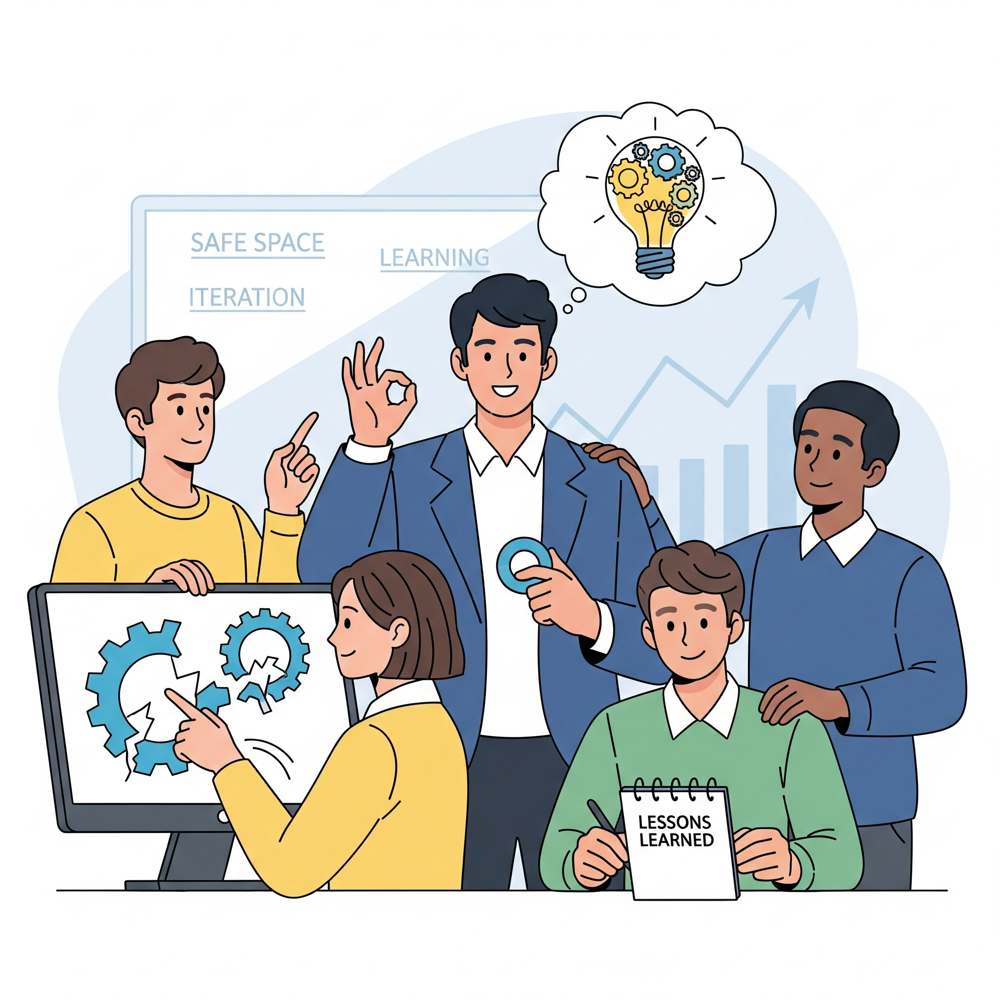 SAFE SPACE
LEARNING
ITERATION
LESSONS
LEARNED